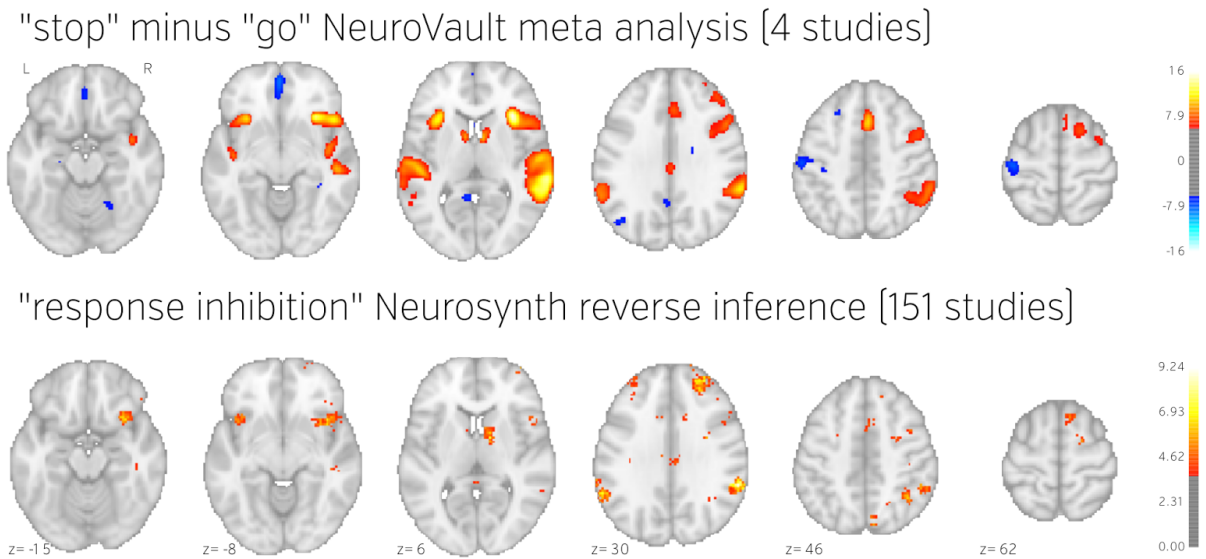 "stop" minus "go" NeuroVault meta analysis (4 studies)
L R
16
7.9
0
-7.9
-16
"response inhibition" Neurosynth reverse inference (151 studies)
9.24
6.93
4.62
2.31
0.00
z= -15 z= -8 z= 6 z= 30 z= 46 z= 62